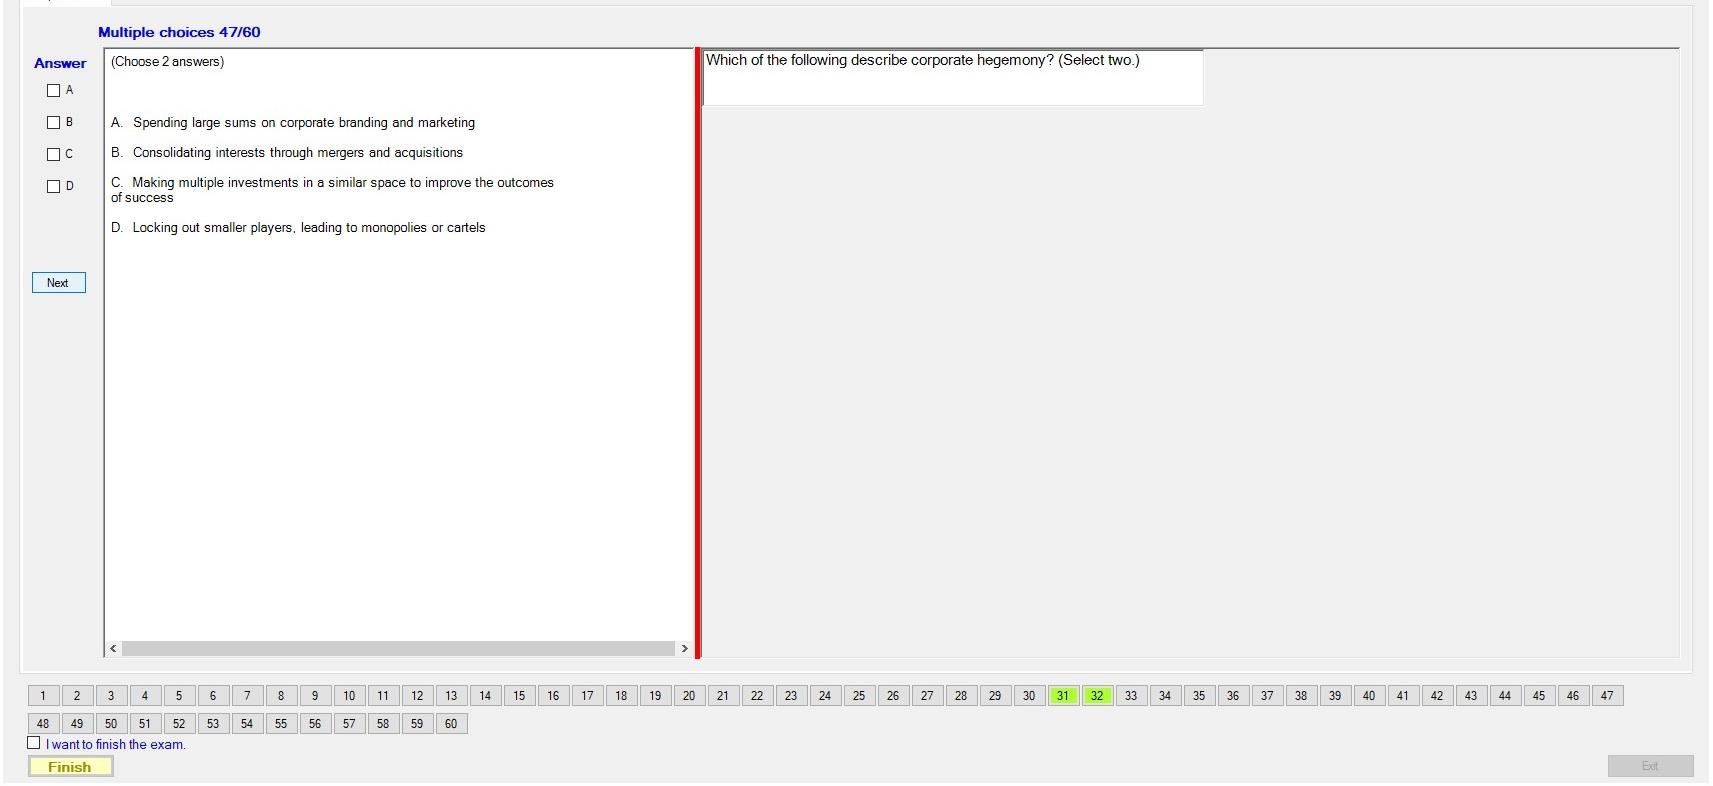 Multiple choices 47/60
Answer
A
B
C
D
Next
(Choose 2 answers)
A. Spending large sums on corporate branding and marketing
B. Consolidating interests through mergers and acquisitions
C. Making multiple investments in a similar space to improve the outcomes
of success
D. Locking out smaller players, leading to monopolies or cartels
Which of the following describe corporate hegemony? (Select two.)
1 2 3 4 5 6 7 8 9 10 11 12 13 14 15 16 17 18 19 20 21 22 23 24 25 26 27 28 29 30 31 32 33 34 35 36 37 38 39 40 41 42 43 44 45 46 47
48 49 50 51 52 53 54 55 56 57 58 59 60
I want to finish the exam.
Finish
Exit